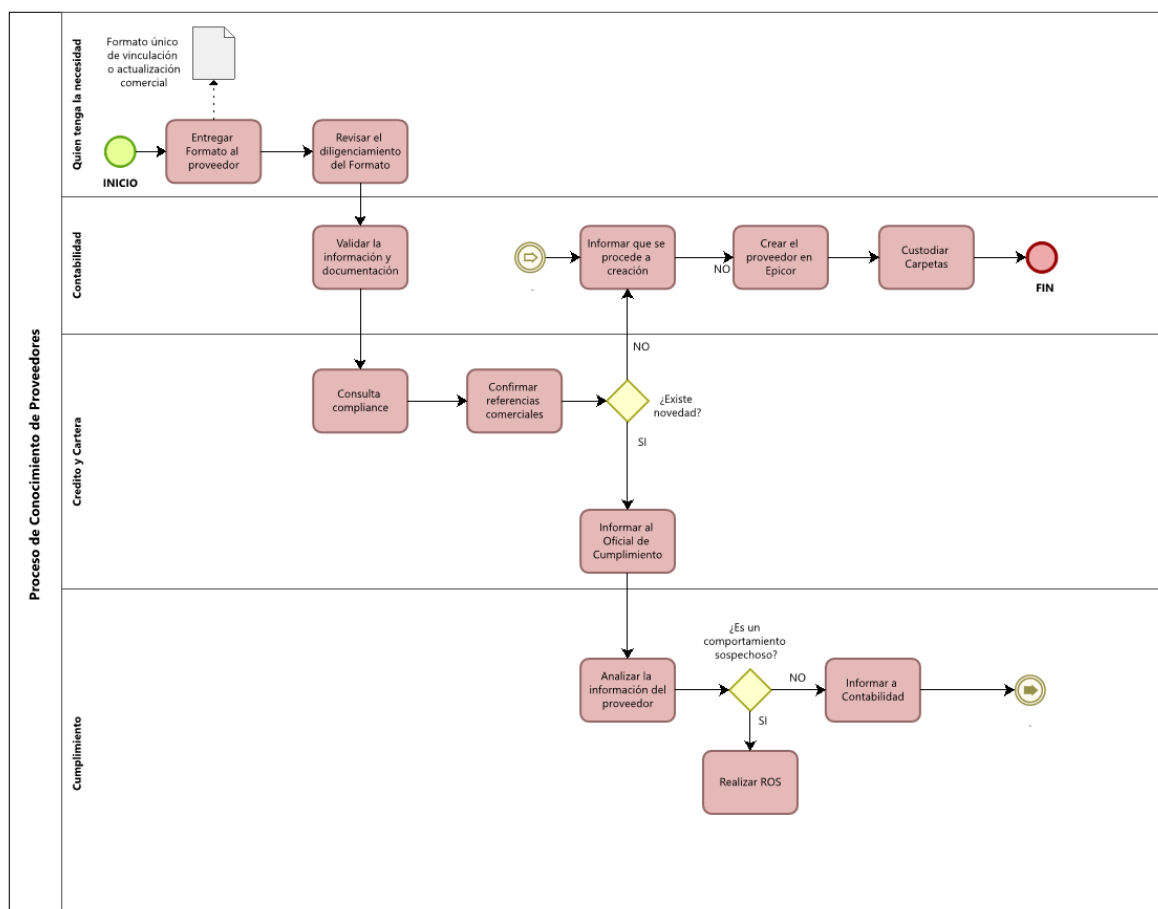 Proceso de Conocimiento de Proveedores
Quien tenga la necesidad
Formato único
de vinculación
o actualización
comercial
INICIO
Entregar
Formato al
proveedor
Revisar el
diligenciamiento
del Formato
Contabilidad
Validar la
información y
documentación
.
Informar que se
procede a
creación
NO
Crear el
proveedor en
Epicor
Custodiar
Carpetas
FIN
Credito y Cartera
Consulta
compliance
Confirmar
referencias
comerciales
NO
¿Existe
novedad?
SI
Informar al
Oficial de
Cumplimiento
Cumplimiento
Analizar la
información del
proveedor
¿Es un
comportamiento
sospechoso?
NO
SI
Informar a
Contabilidad
.
Realizar ROS